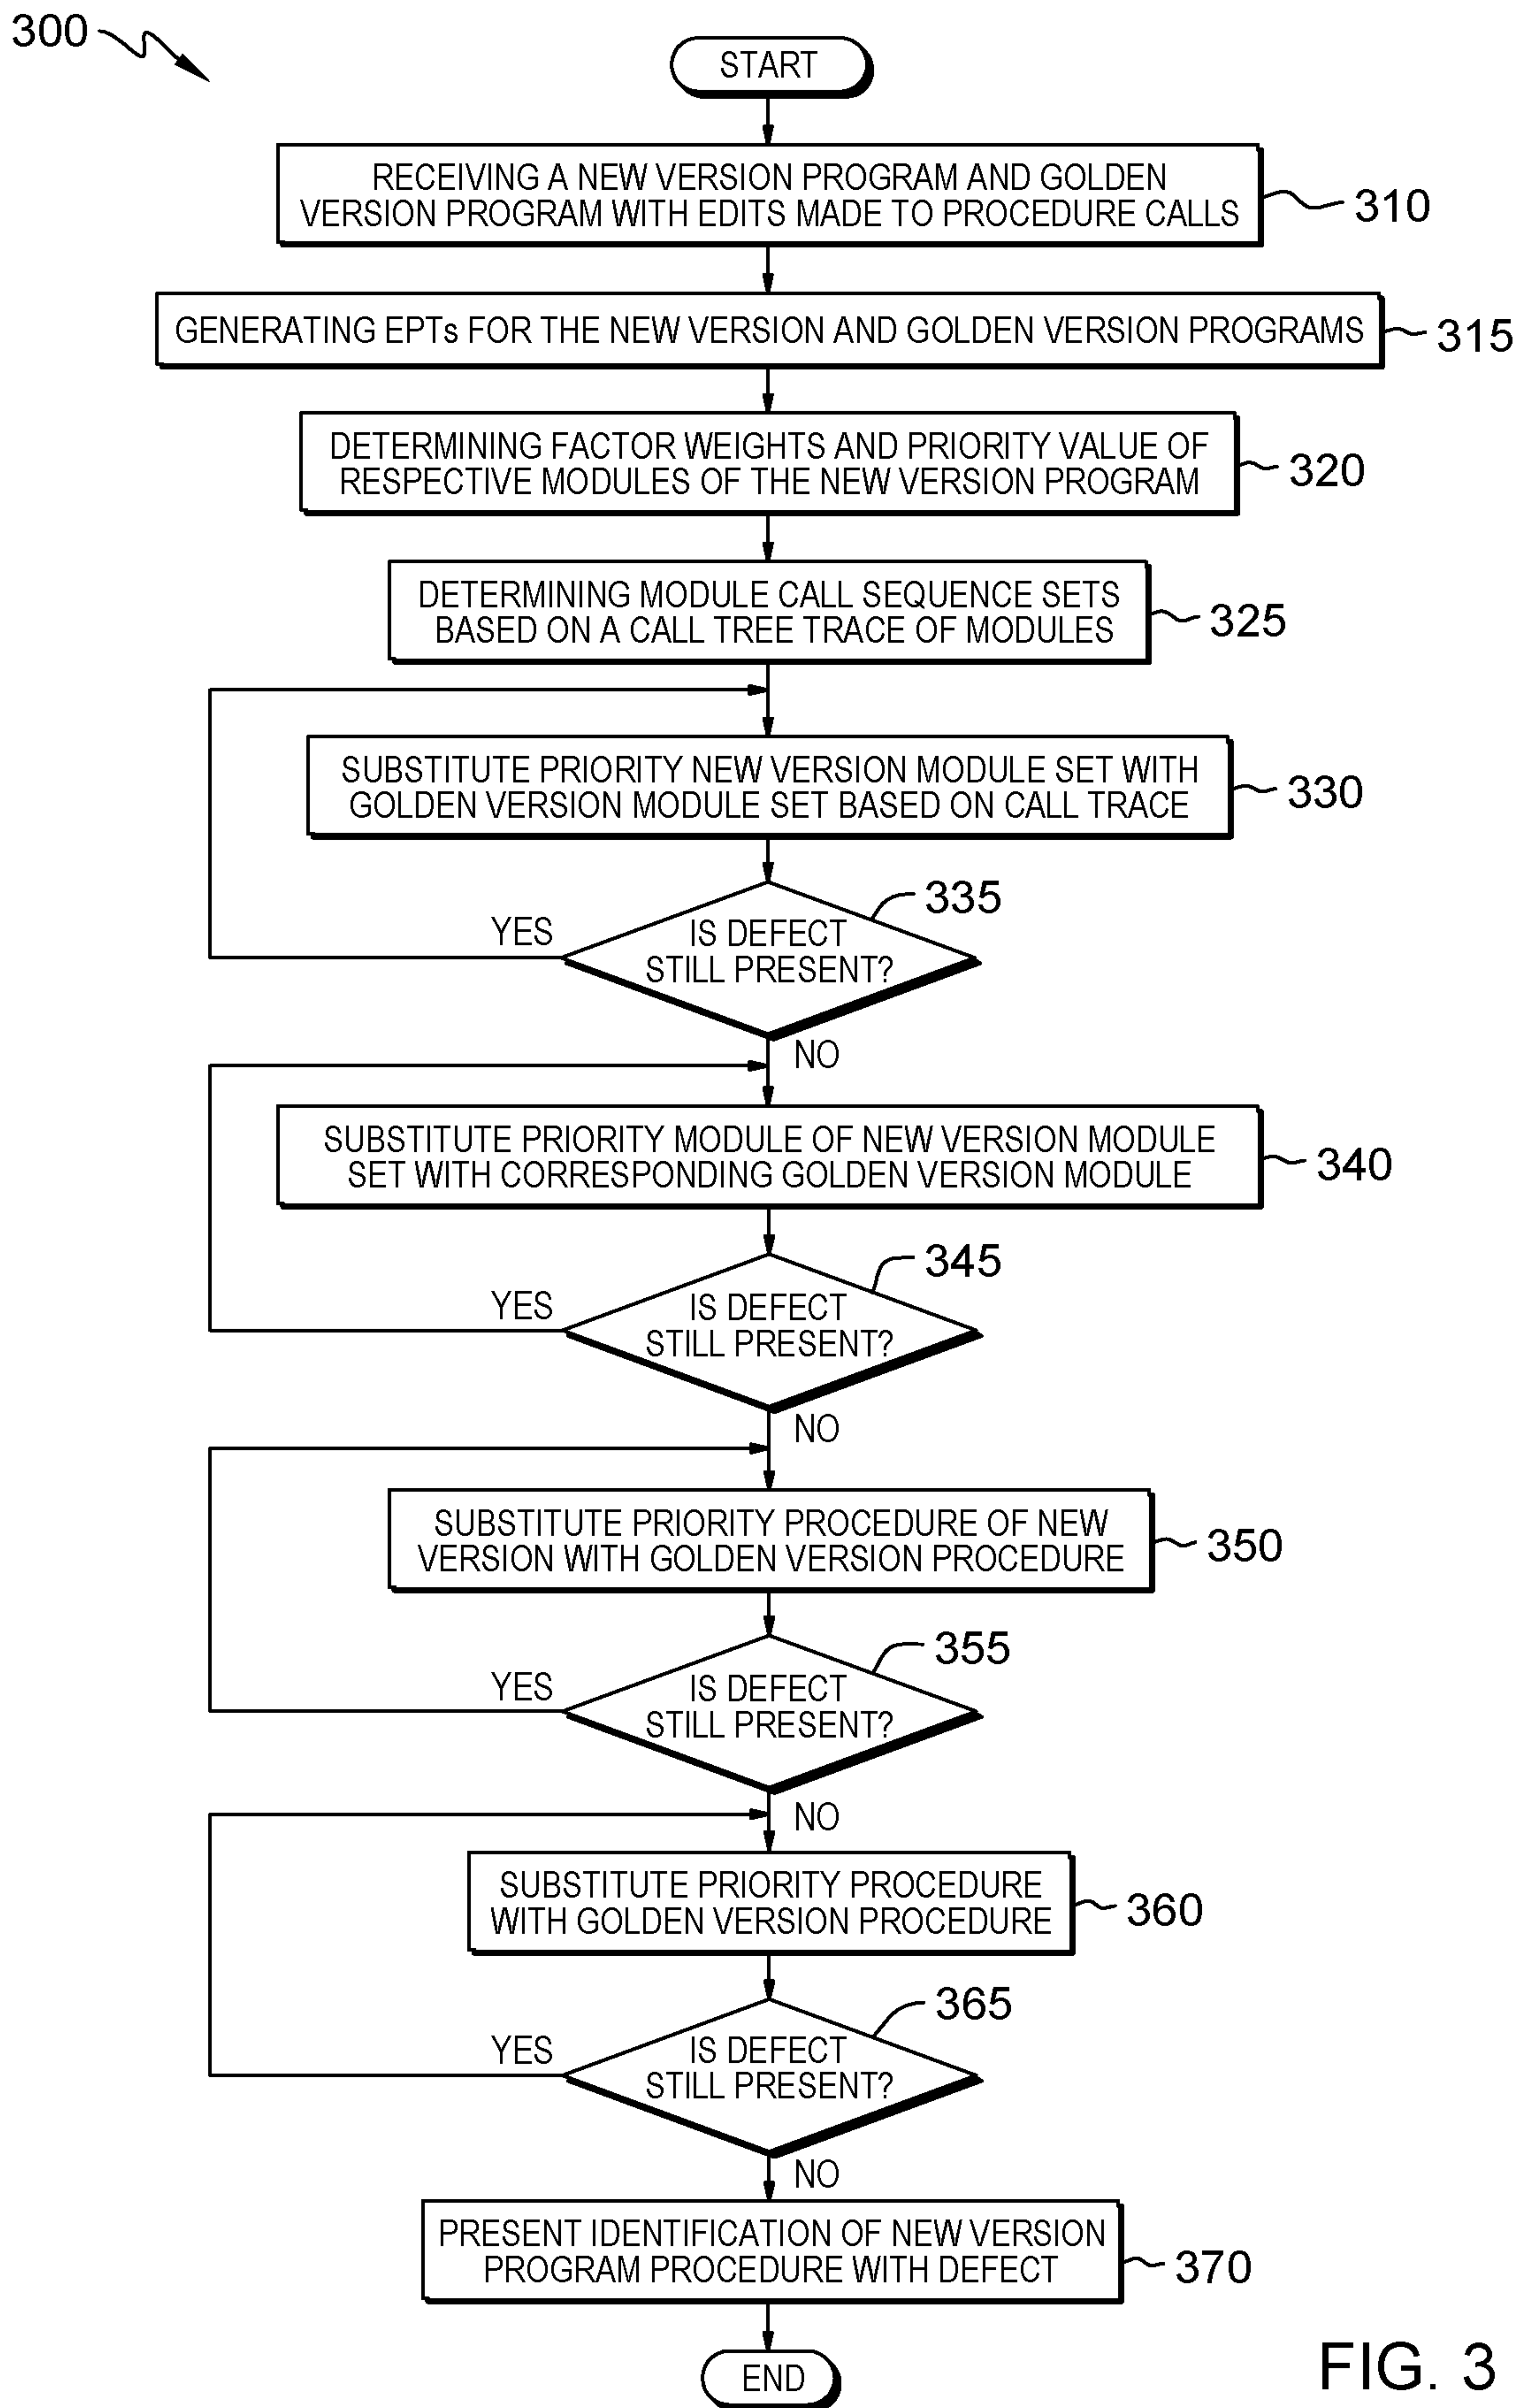 300
START
RECEIVING A NEW VERSION PROGRAM AND GOLDEN
VERSION PROGRAM WITH EDITS MADE TO PROCEDURE CALLS
310
GENERATING EPTs FOR THE NEW VERSION AND GOLDEN VERSION PROGRAMS
315
DETERMINING FACTOR WEIGHTS AND PRIORITY VALUE OF
RESPECTIVE MODULES OF THE NEW VERSION PROGRAM
320
DETERMINING MODULE CALL SEQUENCE SETS
BASED ON A CALL TREE TRACE OF MODULES
325
SUBSTITUTE PRIORITY NEW VERSION MODULE SET WITH
GOLDEN VERSION MODULE SET BASED ON CALL TRACE
330
335
YES
IS DEFECT
STILL PRESENT?
NO
SUBSTITUTE PRIORITY MODULE OF NEW VERSION MODULE
SET WITH CORRESPONDING GOLDEN VERSION MODULE
340
345
YES
IS DEFECT
STILL PRESENT?
NO
SUBSTITUTE PRIORITY PROCEDURE OF NEW
VERSION WITH GOLDEN VERSION PROCEDURE
350
355
YES
IS DEFECT
STILL PRESENT?
NO
SUBSTITUTE PRIORITY PROCEDURE
WITH GOLDEN VERSION PROCEDURE
360
365
YES
IS DEFECT
STILL PRESENT?
NO
PRESENT IDENTIFICATION OF NEW VERSION
PROGRAM PROCEDURE WITH DEFECT
370
END
FIG. 3